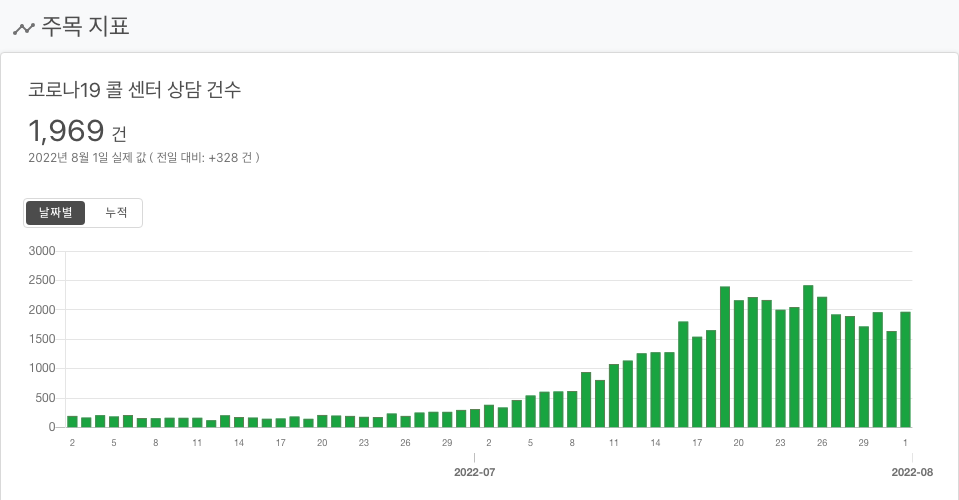 주목 지표
코로나19 콜 센터 상담 건수
1,969 건
2022년 8월 1일 실제 값 ( 전일 대비: +328 건 )
날짜별 누적
3000
2500
2000
1500
1000
500
0
2 5 8 11 14 17 20 23 26 29 2 5 8 11 14 17 20 23 26 29 1
2022-07 2022-08